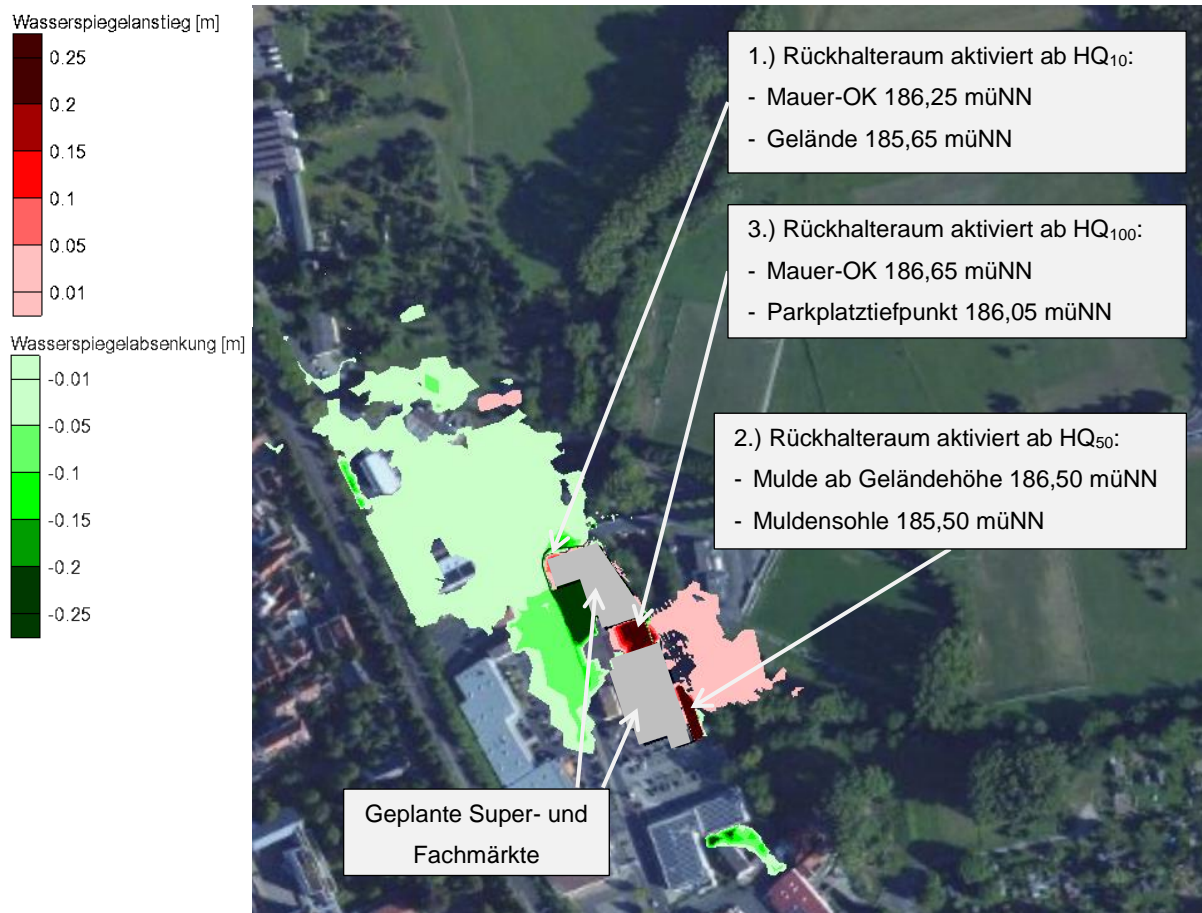 Wasserspiegelanstieg [m]
0.25
0.2
0.15
0.1
0.05
0.01
Wasserspiegelabsenkung [m]
-0.01
-0.05
-0.1
-0.15
-0.2
-0.25
1.) Rückhalteraum aktiviert ab HQ₁₀:
- Mauer-OK 186,25 müNN
- Gelände 185,65 müNN
3.) Rückhalteraum aktiviert ab HQ₁₀₀:
- Mauer-OK 186,65 müNN
- Parkplatztiefpunkt 186,05 müNN
2.) Rückhalteraum aktiviert ab HQ₅₀:
- Mulde ab Geländehöhe 186,50 müNN
- Muldensohle 185,50 müNN
Geplante Super- und
Fachmärkte